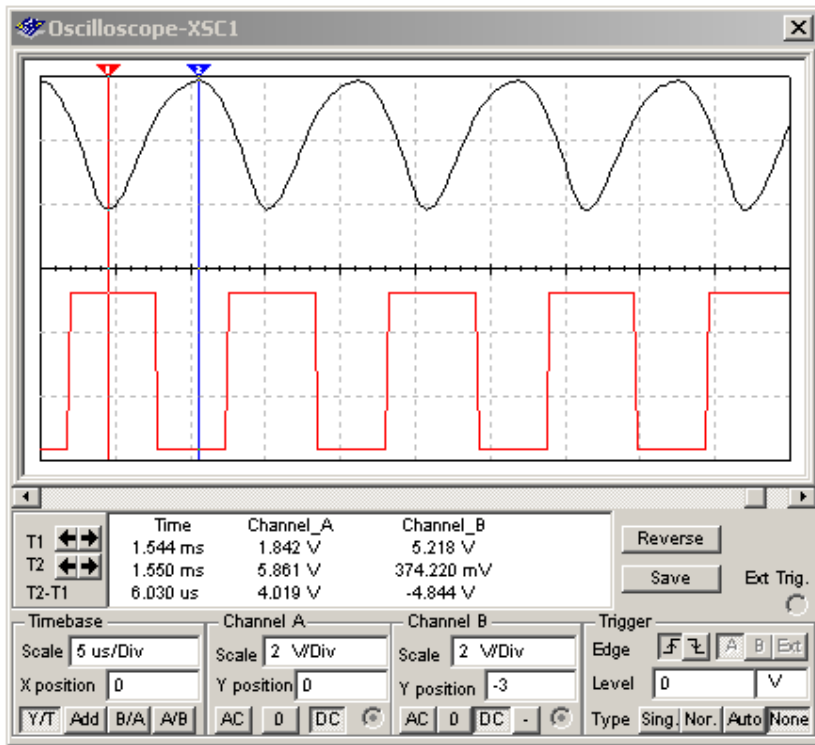 Oscilloscope-XSC1
1 2
Time Channel_A Channel_B
T1 1.544 ms 1.842 V 5.218 V
T2 1.550 ms 5.861 V 374.220 mV
T2-T1 6.030 us 4.019 V -4.844 V
Reverse
Save
Ext Trig.
Timebase
Scale 5 us/Div
X position 0
Y/T Add B/A A/B
Channel A
Scale 2 V/Div
Y position 0
AC 0 DC
Channel B
Scale 2 V/Div
Y position -3
AC 0 DC -
Trigger
Edge A B Ext
Level 0 V
Type Sing. Nor. Auto None